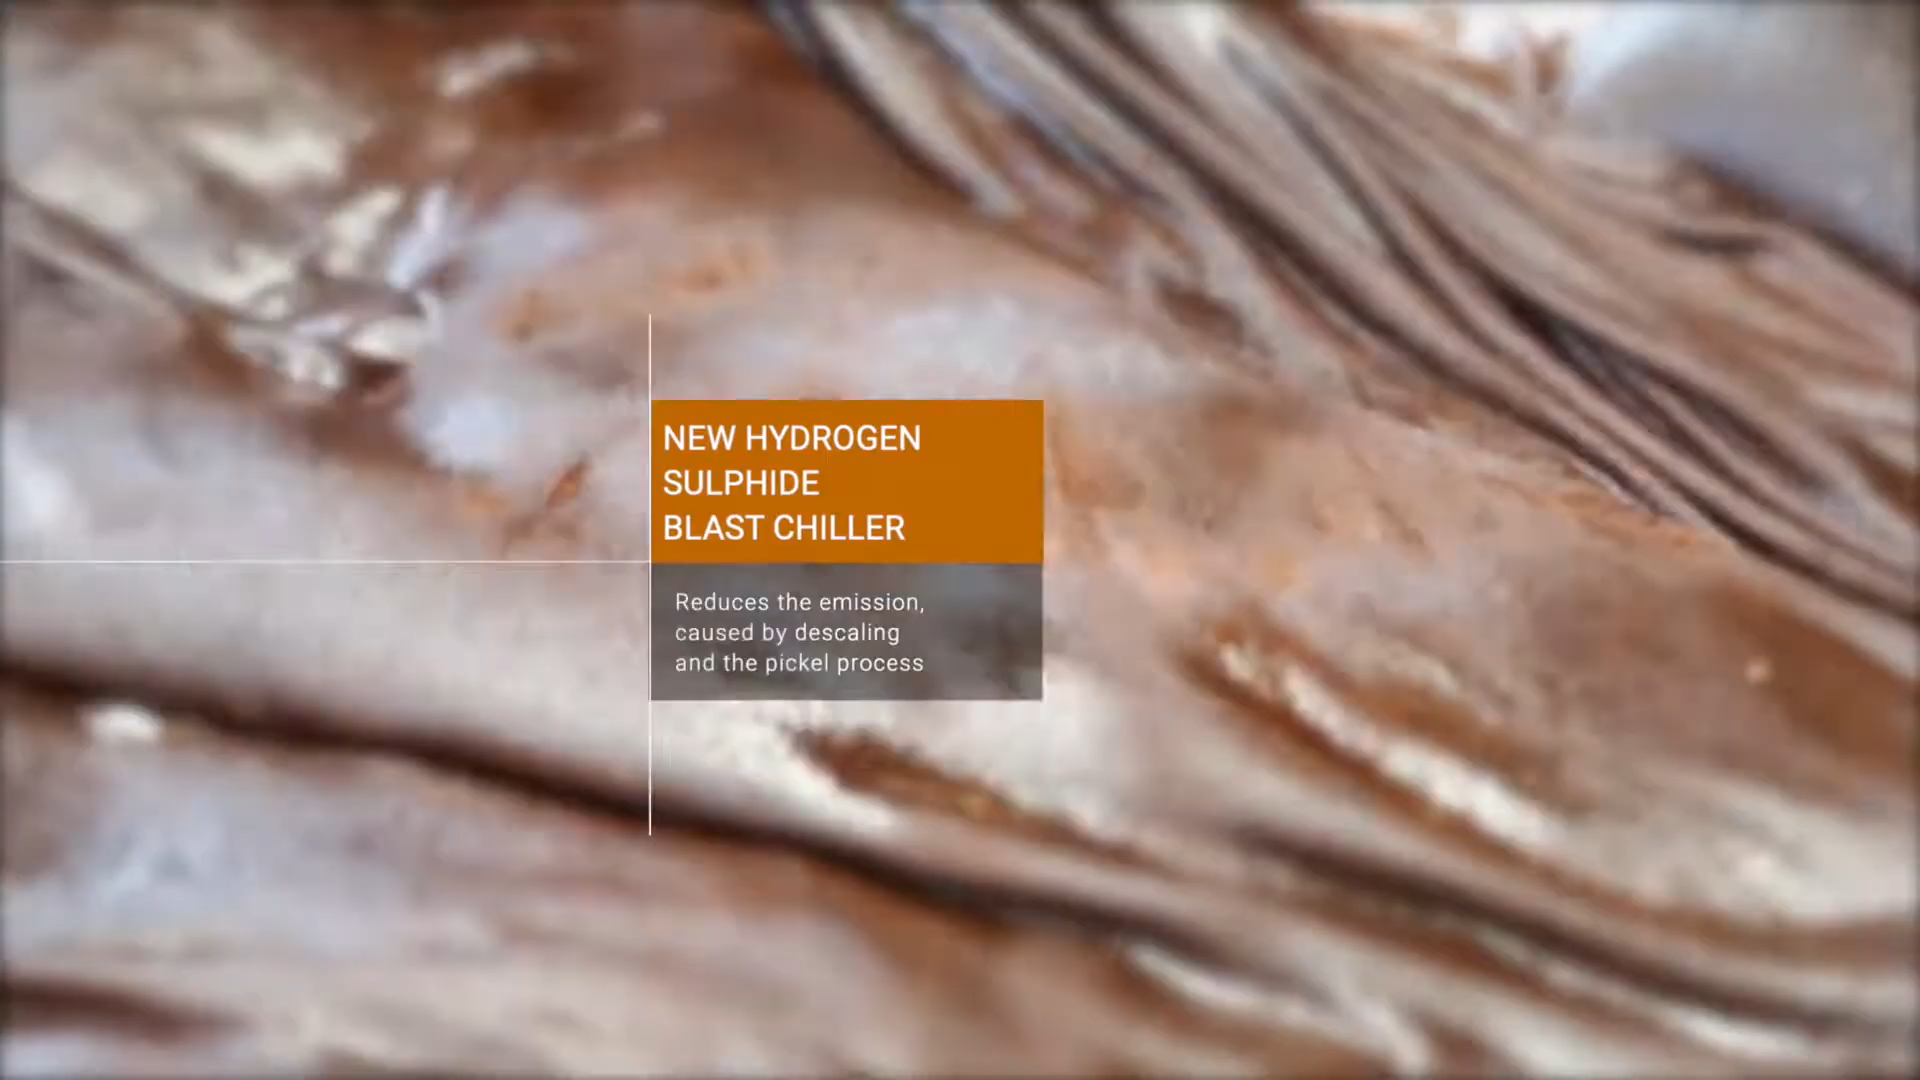 NEW HYDROGEN
SULPHIDE
BLAST CHILLER
Reduces the emission,
caused by descaling
and the pickel process